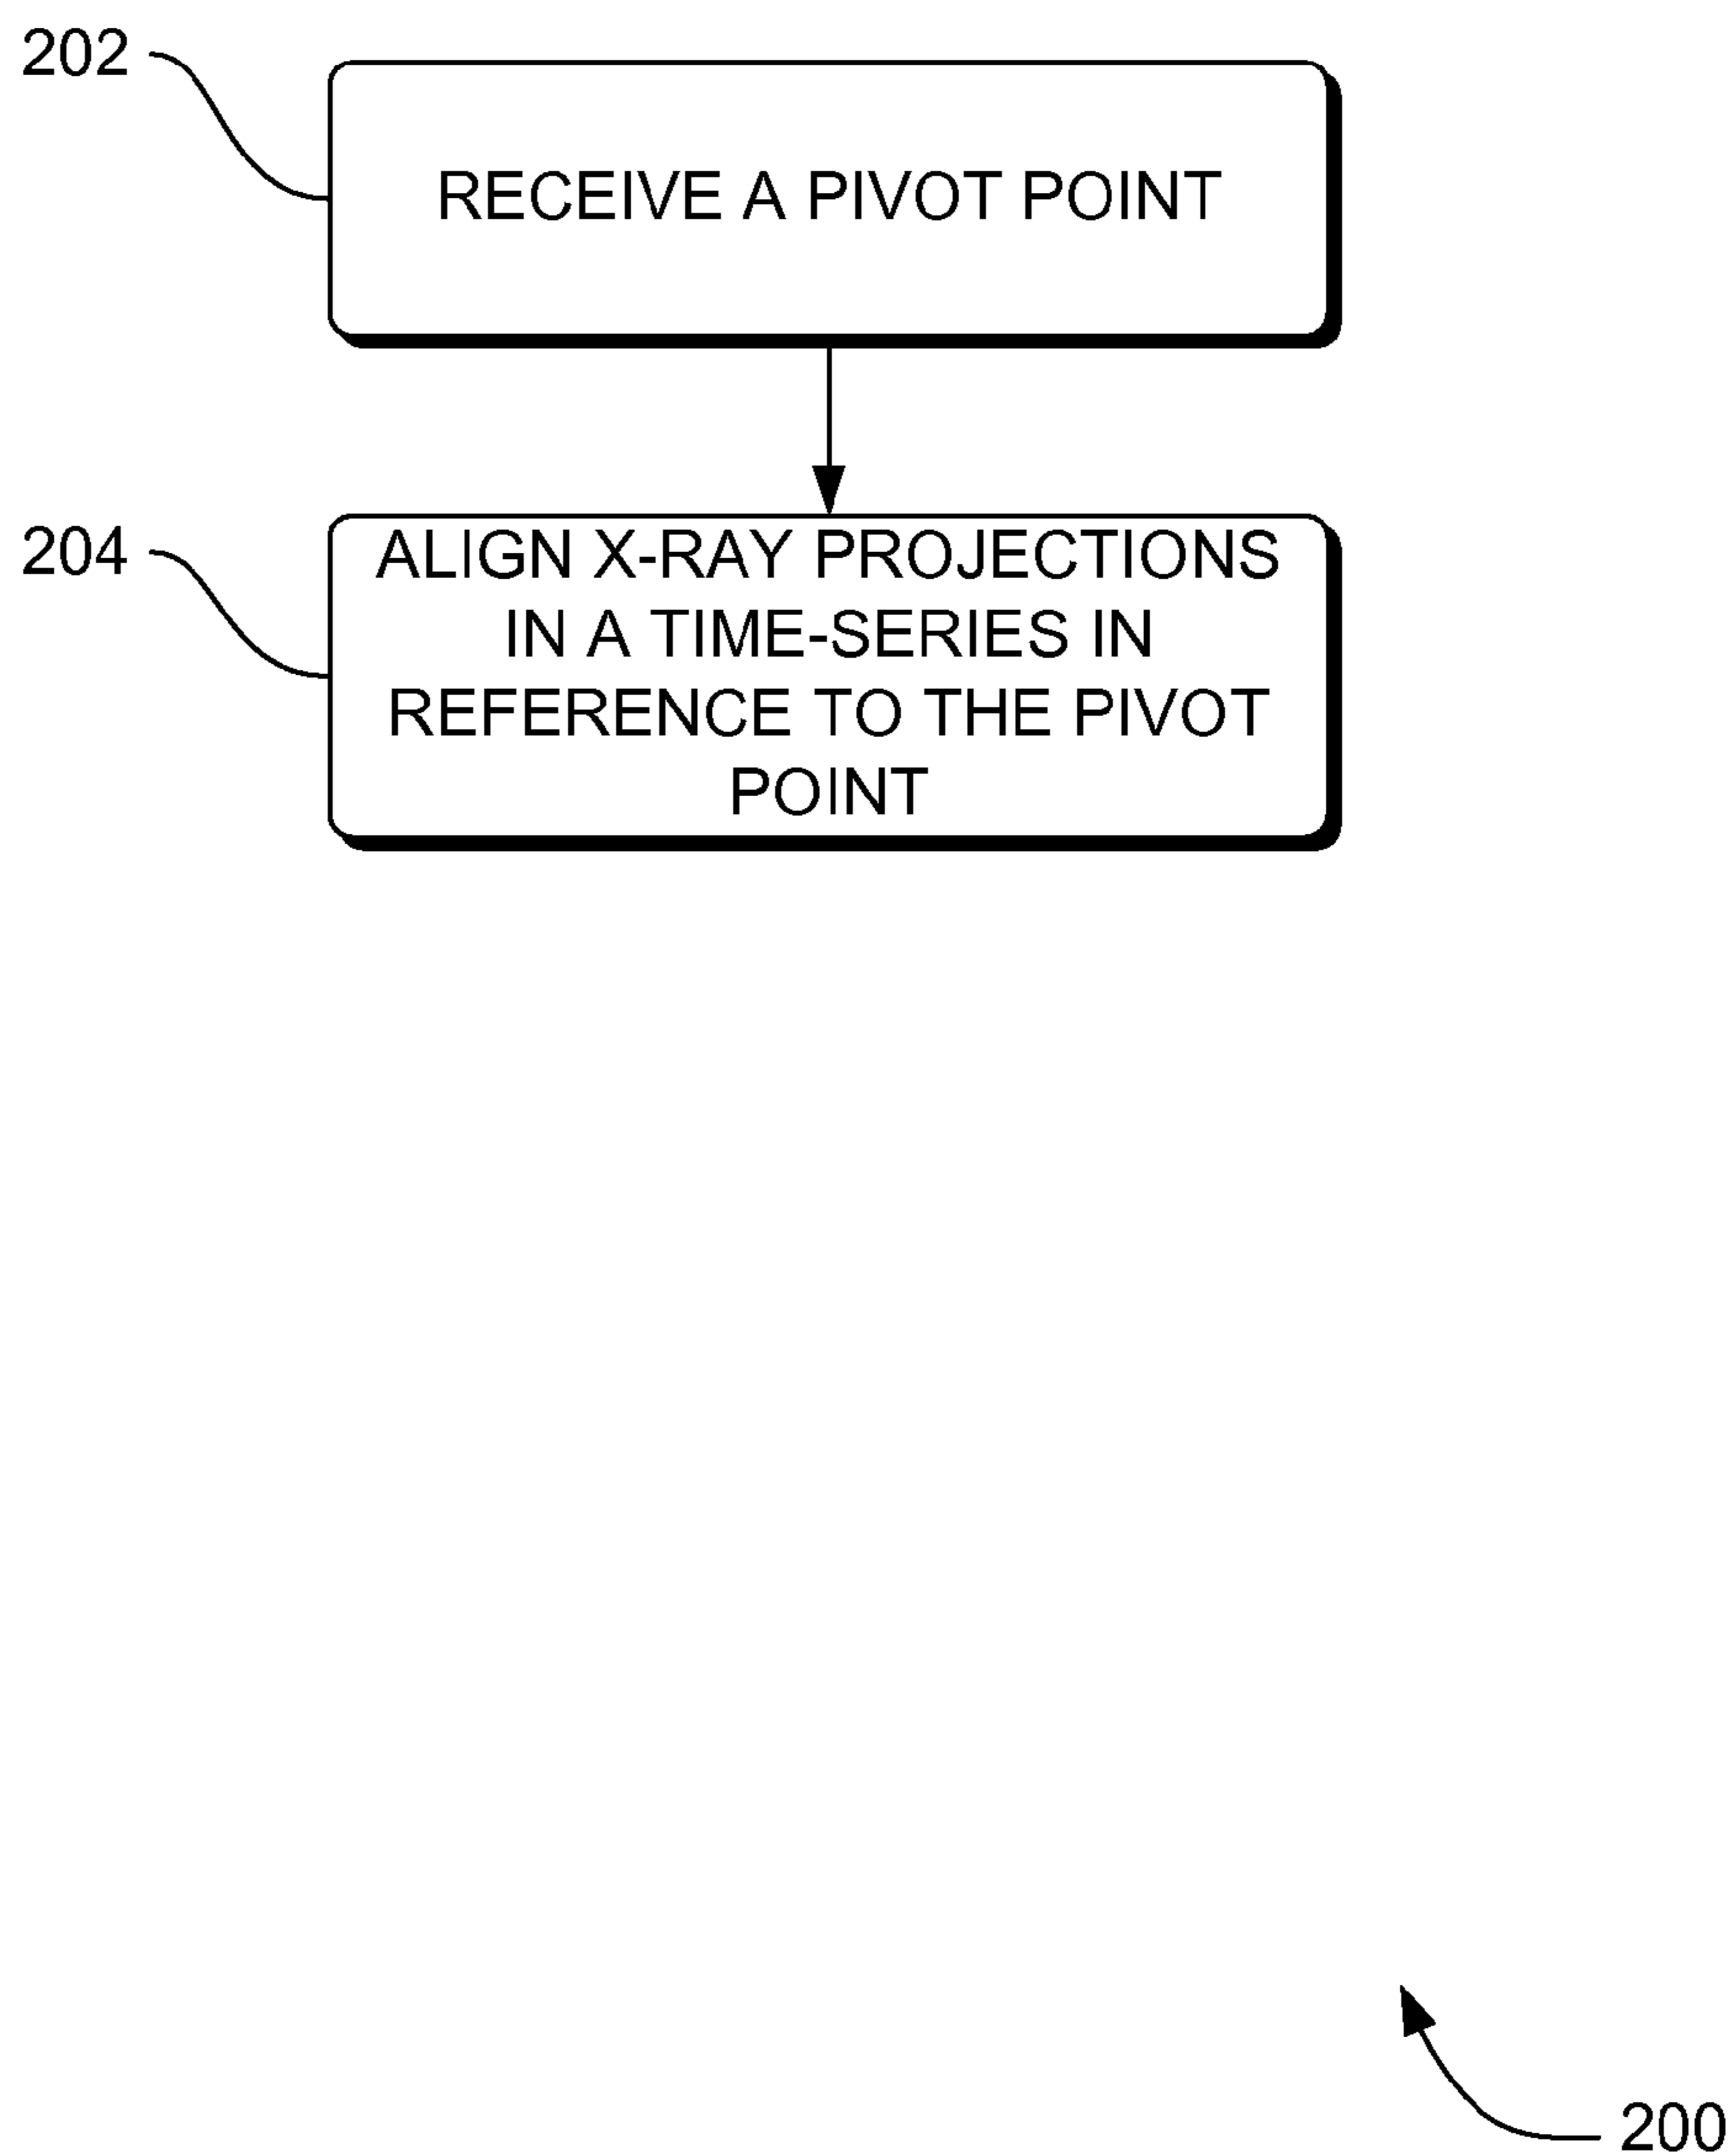 202
RECEIVE A PIVOT POINT
204
ALIGN X-RAY PROJECTIONS
IN A TIME-SERIES IN
REFERENCE TO THE PIVOT
POINT
200